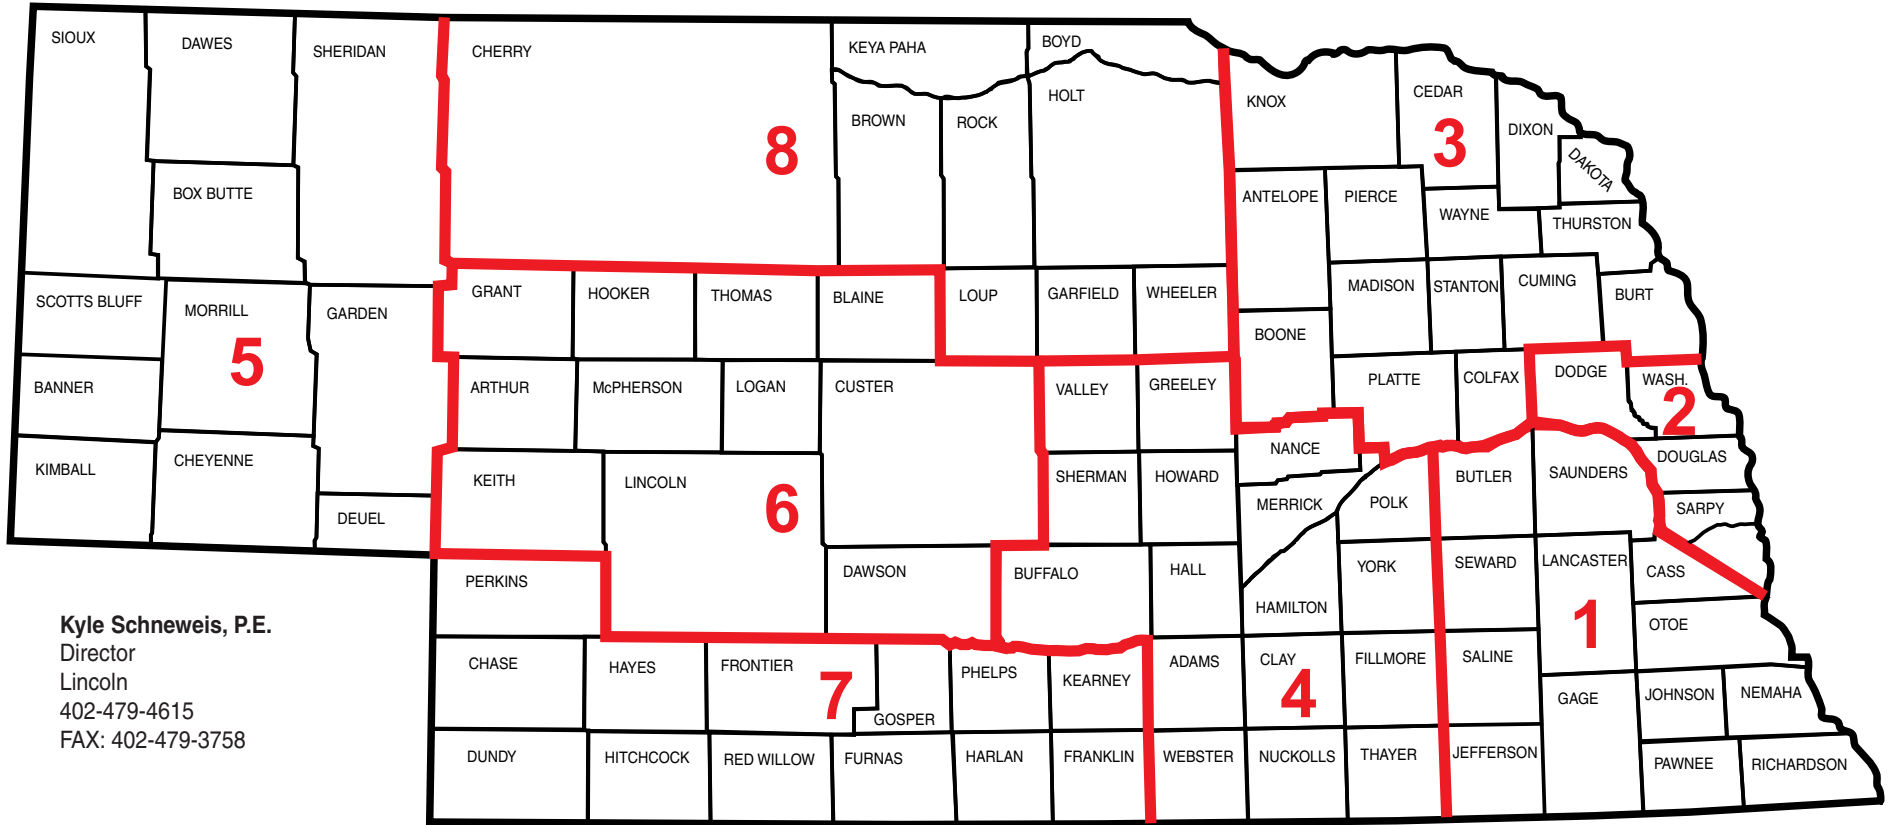 SIOUX
DAWES
SHERIDAN
CHERRY
KEYA PAHA
BOYD
KNOX
CEDAR
DIXON
DAKOTA
3
8
HOLT
BROWN
ROCK
BOX BUTTE
ANTELOPE
PIERCE
WAYNE
THURSTON
SCOTTS BLUFF
MORRILL
GARDEN
GRANT
HOOKER
THOMAS
BLAINE
LOUP
GARFIELD
WHEELER
MADISON
STANTON
CUMING
BURT
5
BOONE
BANNER
ARTHUR
McPHERSON
LOGAN
CUSTER
VALLEY
GREELEY
PLATTE
COLFAX
DODGE
WASH.
2
KIMBALL
CHEYENNE
KEITH
LINCOLN
6
SHERMAN
HOWARD
NANCE
MERRICK
POLK
BUTLER
SAUNDERS
DOUGLAS
SARPY
DEUEL
PERKINS
DAWSON
BUFFALO
HALL
HAMILTON
YORK
SEWARD
LANCASTER
CASS
1
OTOE
Kyle Schneweis, P.E.
Director
Lincoln
402-479-4615
FAX: 402-479-3758
CHASE
HAYES
FRONTIER
7
GOSPER
PHELPS
KEARNEY
ADAMS
CLAY
4
FILLMORE
SALINE
GAGE
JOHNSON
NEMAHA
DUNDY
HITCHCOCK
RED WILLOW
FURNAS
HARLAN
FRANKLIN
WEBSTER
NUCKOLLS
THAYER
JEFFERSON
PAWNEE
RICHARDSON